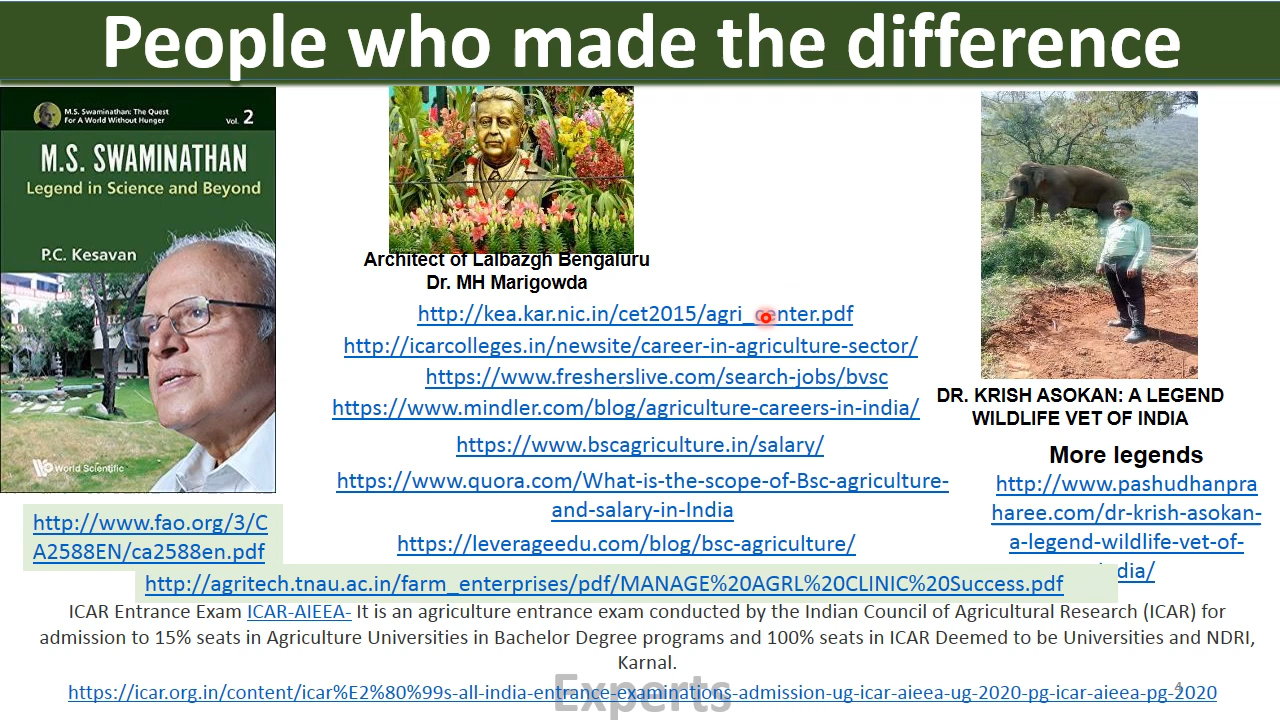 People who made the difference
M.S. Swaminathan: The Quest
For A World Without Hunger
Vol. 2
M.S. SWAMINATHAN
Legend in Science and Beyond
P.C. Kesavan
World Scientific
Architect of Lalbazgh Bengaluru
Dr. MH Marigowda
http://kea.kar.nic.in/cet2015/agri_center.pdf
http://icarcolleges.in/newsite/career-in-agriculture-sector/
https://www.fresherslive.com/search-jobs/bvsc
https://www.mindler.com/blog/agriculture-careers-in-india/
https://www.bscagriculture.in/salary/
https://www.quora.com/What-is-the-scope-of-Bsc-agriculture-
and-salary-in-India
https://leverageedu.com/blog/bsc-agriculture/
DR. KRISH ASOKAN: A LEGEND
WILDLIFE VET OF INDIA
More legends
http://www.pashudhanpra
haree.com/dr-krish-asokan-
a-legend-wildlife-vet-of-
dia/
http://www.fao.org/3/C
A2588EN/ca2588en.pdf
http://agritech.tnau.ac.in/farm_enterprises/pdf/MANAGE%20AGRL%20CLINIC%20Success.pdf
ICAR Entrance Exam ICAR-AIEEA- It is an agriculture entrance exam conducted by the Indian Council of Agricultural Research (ICAR) for
admission to 15% seats in Agriculture Universities in Bachelor Degree programs and 100% seats in ICAR Deemed to be Universities and NDRI,
Karnal.
https://icar.org.in/content/icar%E2%80%99s-all-india-entrance-examinations-admission-ug-icar-aieea-ug-2020-pg-icar-aieea-pg-2020
4
Experts